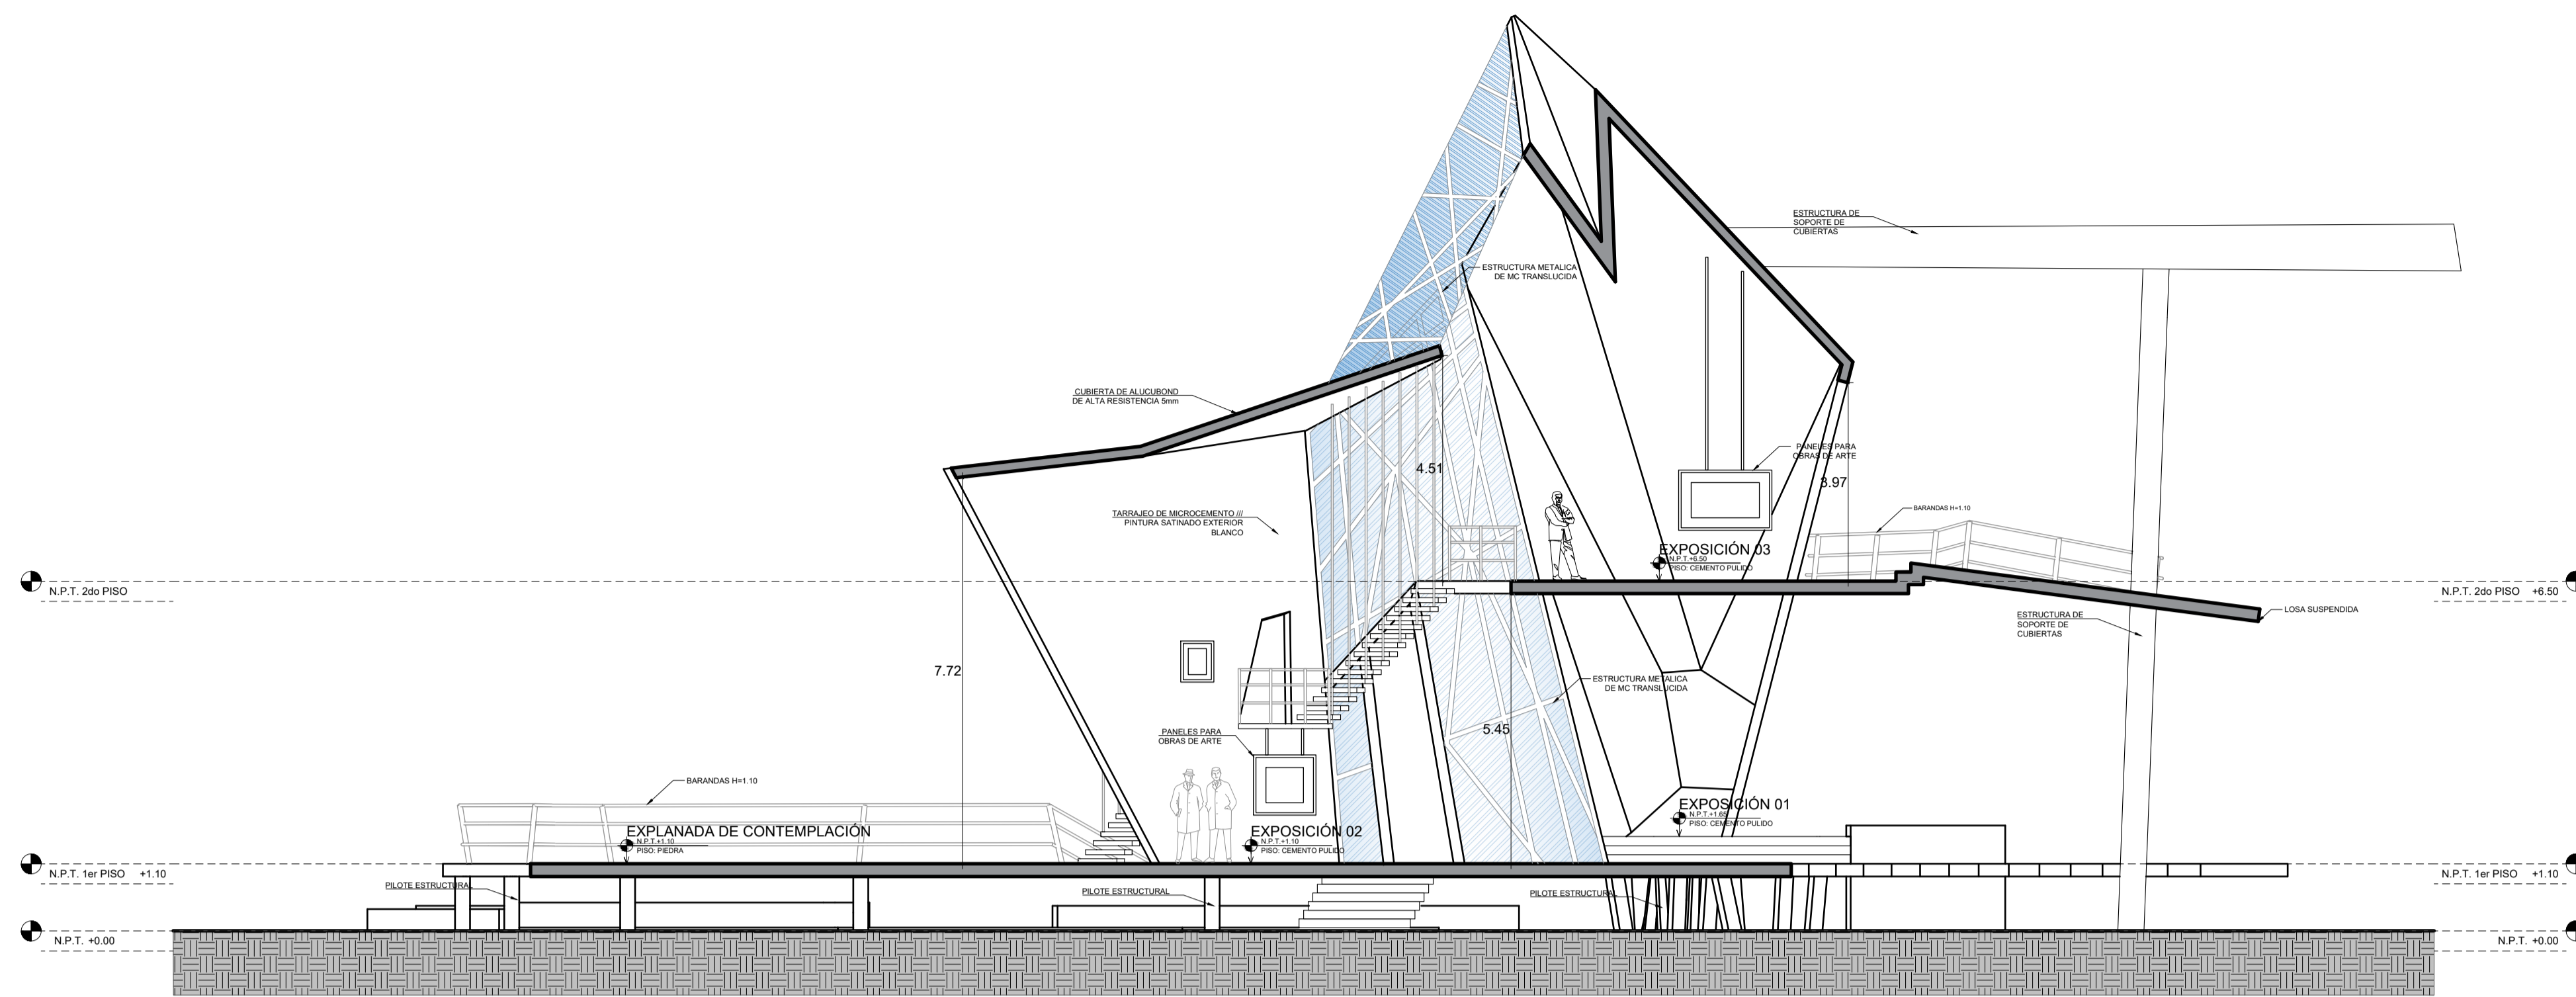 ESTRUCTURA DE
SOPORTE DE
CUBIERTAS
ESTRUCTURA METALICA
DE MC TRANSLUCIDA
CUBIERTA DE ALUCUBOND
DE ALTA RESISTENCIA 5mm
PANELES PARA
OBRAS DE ARTE
4.51
3.97
TARRAJEO DE MICROCEMENTO ///
PINTURA SATINADO EXTERIOR
BLANCO
BARANDAS H=1.10
EXPOSICIÓN 03
N.P.T.+6.50
PISO: CEMENTO PULIDO
N.P.T. 2do PISO
N.P.T. 2do PISO +6.50
LOSA SUSPENDIDA
ESTRUCTURA DE
SOPORTE DE
CUBIERTAS
7.72
ESTRUCTURA METALICA
DE MC TRANSLUCIDA
5.45
PANELES PARA
OBRAS DE ARTE
BARANDAS H=1.10
EXPOSICIÓN 01
N.P.T.+1.65
PISO: CEMENTO PULIDO
EXPLANADA DE CONTEMPLACIÓN
N.P.T.+1.10
PISO: PIEDRA
EXPOSICIÓN 02
N.P.T.+1.10
PISO: CEMENTO PULIDO
N.P.T. 1er PISO +1.10
N.P.T. 1er PISO +1.10
PILOTE ESTRUCTURAL
PILOTE ESTRUCTURAL
PILOTE ESTRUCTURAL
N.P.T. +0.00
N.P.T. +0.00